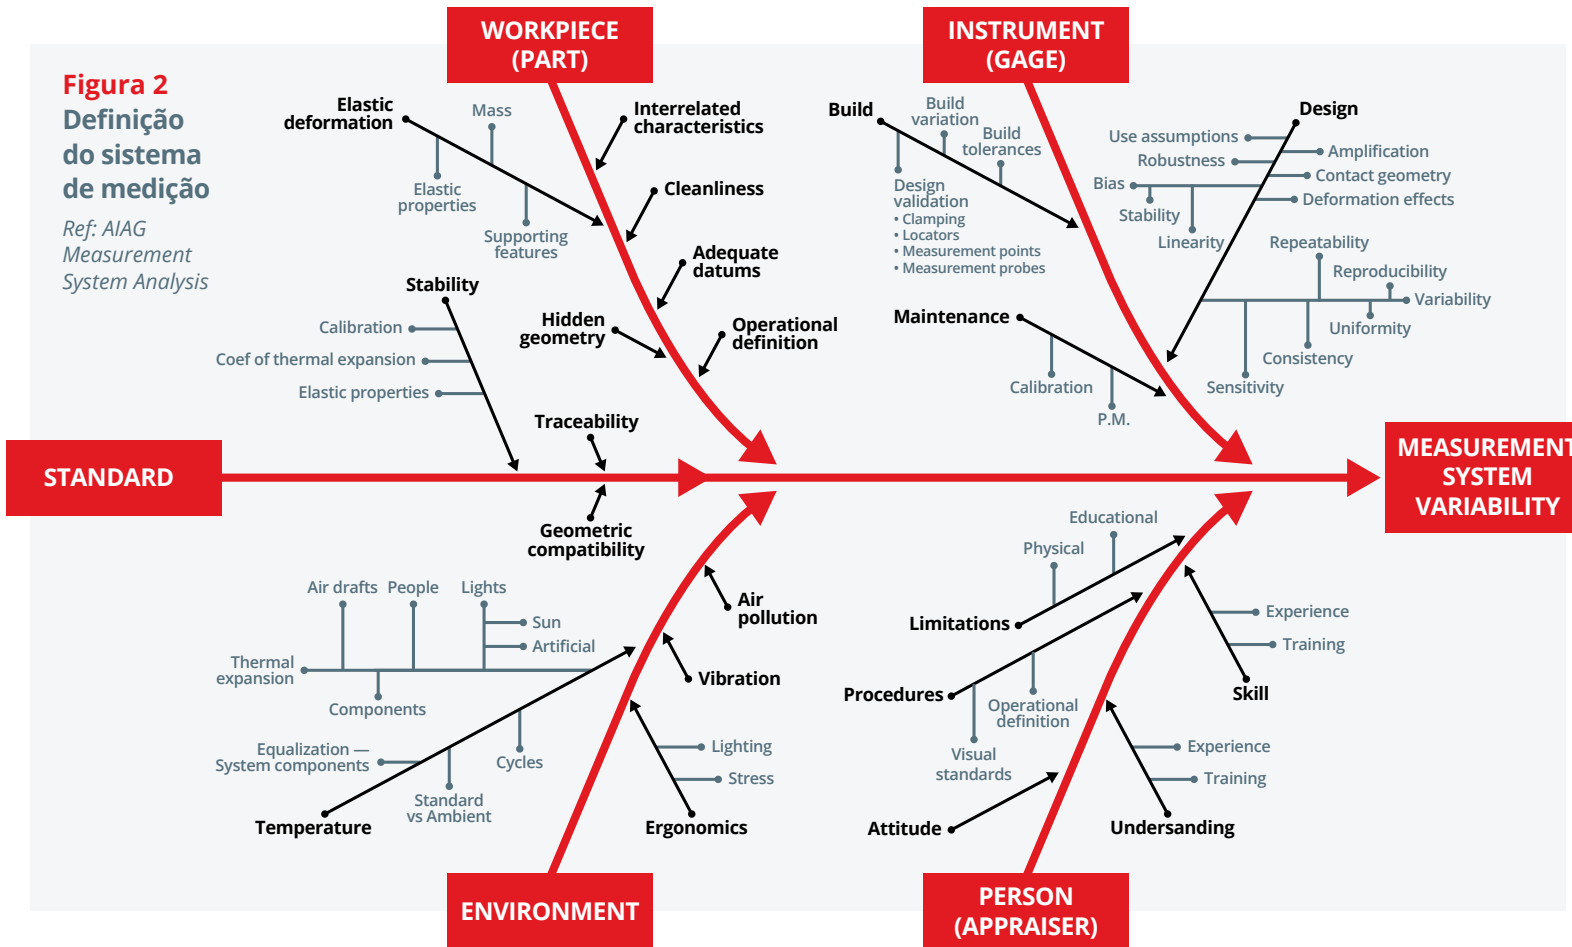 WORKPIECE
(PART)
INSTRUMENT
(GAGE)
Figura 2
Definição
do sistema
de medição
Ref: AIAG
Measurement
System Analysis
Elastic
deformation
Mass
Elastic
properties
Supporting
features
Interrelated
characteristics
Cleanliness
Adequate
datums
Hidden
geometry
Operational
definition
Build
Build
variation
Build
tolerances
Design
validation
• Clamping
• Locators
• Measurement points
• Measurement probes
Maintenance
Calibration
P.M.
Design
Use assumptions
Robustness
Bias
Stability
Linearity
Amplification
Contact geometry
Deformation effects
Repeatability
Reproducibility
Variability
Uniformity
Consistency
Sensitivity
Stability
Calibration
Coef of thermal expansion
Elastic properties
Traceability
STANDARD
Geometric
compatibility
MEASUREMENT
SYSTEM
VARIABILITY
Air drafts
People
Lights
Sun
Artificial
Thermal
expansion
Components
Equalization —
System components
Standard
vs Ambient
Cycles
Temperature
Air
pollution
Vibration
Lighting
Stress
Ergonomics
Educational
Physical
Limitations
Procedures
Operational
definition
Visual
standards
Attitude
Experience
Training
Skill
Experience
Training
Undersanding
ENVIRONMENT
PERSON
(APPRAISER)